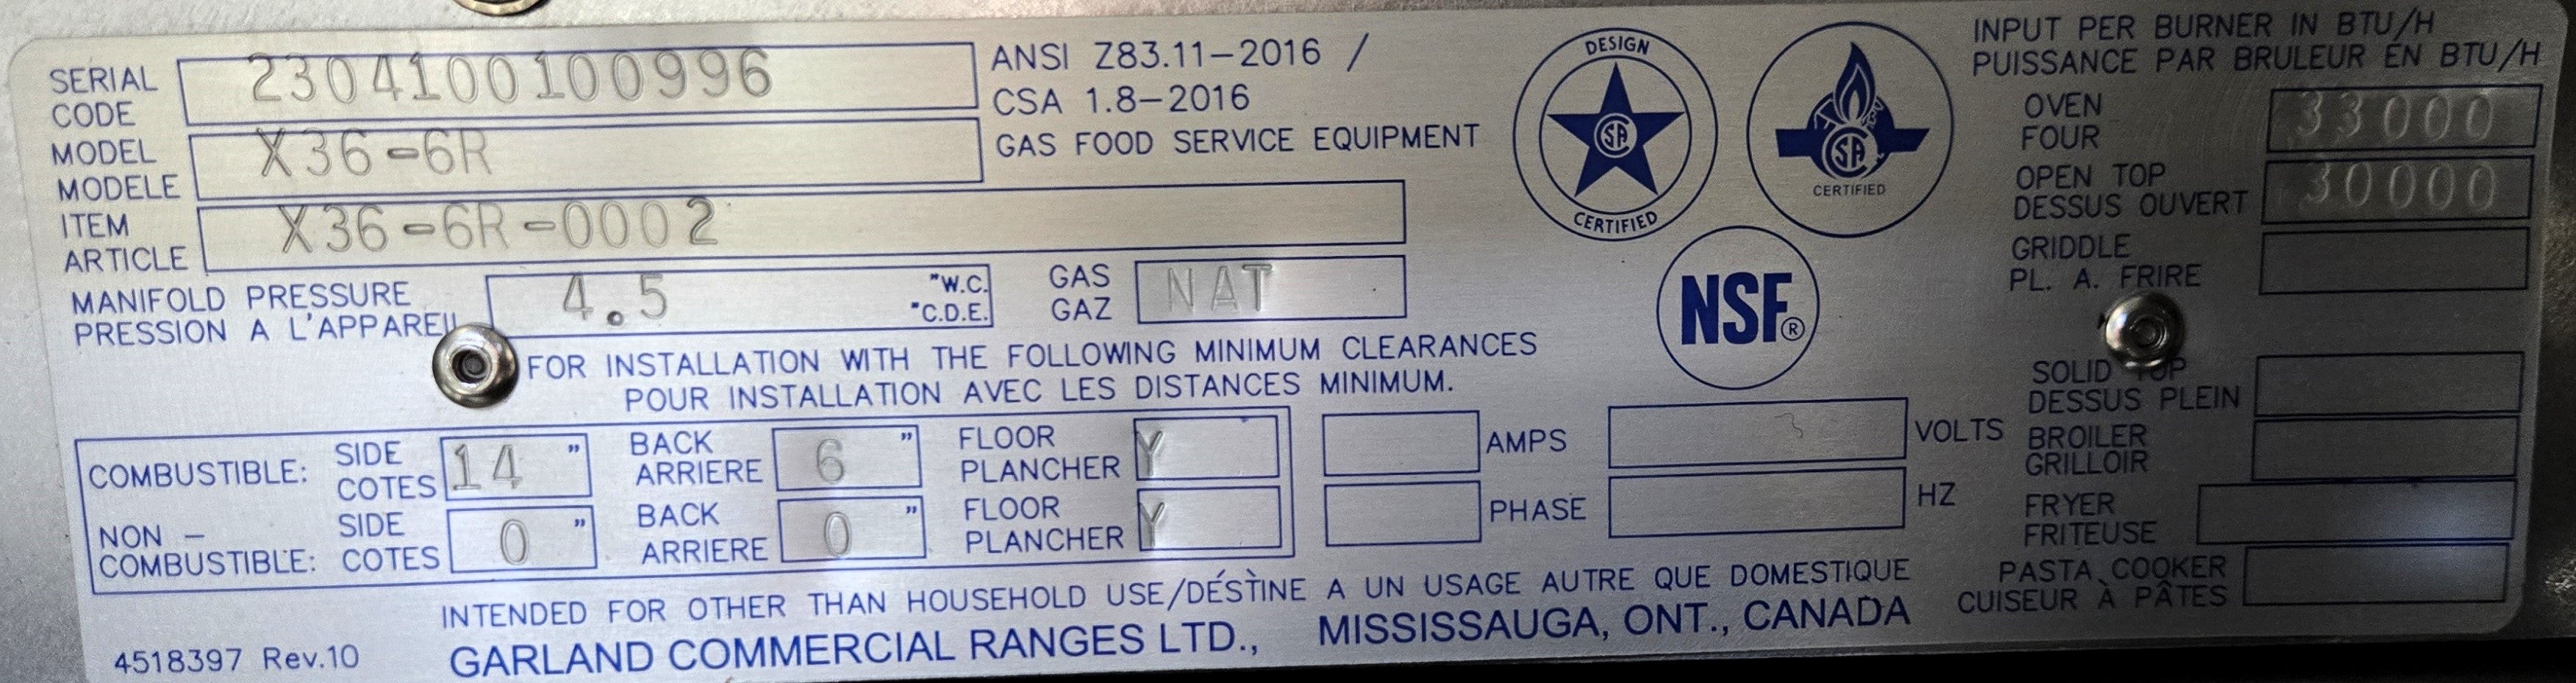 SERIAL CODE 2304100100996
MODEL MODELE X36-6R
ITEM ARTICLE X36-6R-0002
MANIFOLD PRESSURE
PRESSION A L'APPAREIL
4.5 "W.C.
"C.D.E.
GAS GAZ NAT
ANSI Z83.11-2016 /
CSA 1.8-2016
GAS FOOD SERVICE EQUIPMENT
DESIGN
CSA
CERTIFIED
CSA
CERTIFIED
NSF®
FOR INSTALLATION WITH THE FOLLOWING MINIMUM CLEARANCES
POUR INSTALLATION AVEC LES DISTANCES MINIMUM.
COMBUSTIBLE: SIDE COTES 14 " BACK ARRIERE 6 " FLOOR PLANCHER Y
NON - COMBUSTIBLE: SIDE COTES 0 " BACK ARRIERE 0 " FLOOR PLANCHER Y
AMPS
VOLTS
PHASE
HZ
INPUT PER BURNER IN BTU/H
PUISSANCE PAR BRULEUR EN BTU/H
OVEN FOUR 33000
OPEN TOP DESSUS OUVERT 30000
GRIDDLE
PL. A. FRIRE
SOLID TOP
DESSUS PLEIN
BROILER
GRILLOIR
FRYER
FRITEUSE
PASTA COOKER
CUISEUR À PÂTES
INTENDED FOR OTHER THAN HOUSEHOLD USE/DÉSTÌNE A UN USAGE AUTRE QUE DOMESTIQUE
4518397 Rev.10
GARLAND COMMERCIAL RANGES LTD., MISSISSAUGA, ONT., CANADA